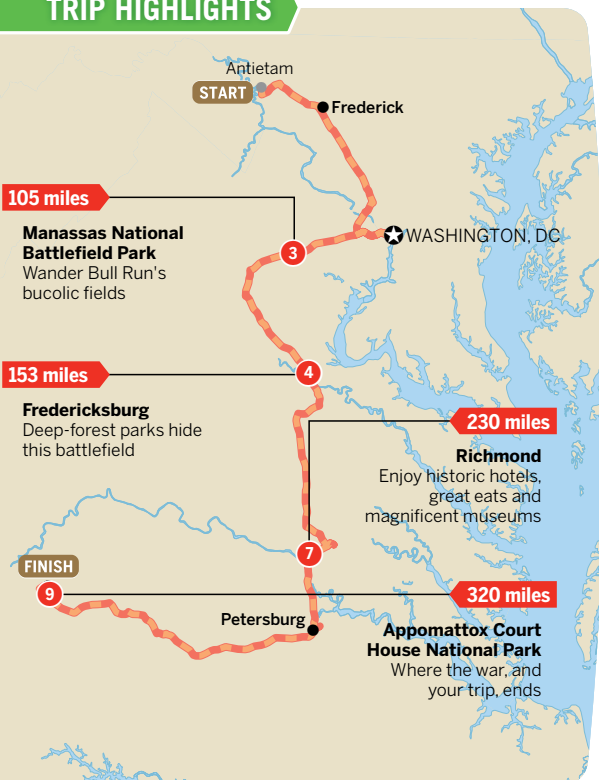 TRIP HIGHLIGHTS
Antietam
START
Frederick
105 miles
WASHINGTON, DC
Manassas National
Battlefield Park
Wander Bull Run's
bucolic fields
3
153 miles
4
Fredericksburg
Deep-forest parks hide
this battlefield
230 miles
Richmond
Enjoy historic hotels,
great eats and
magnificent museums
7
FINISH
9
320 miles
Petersburg
Appomattox Court
House National Park
Where the war, and
your trip, ends